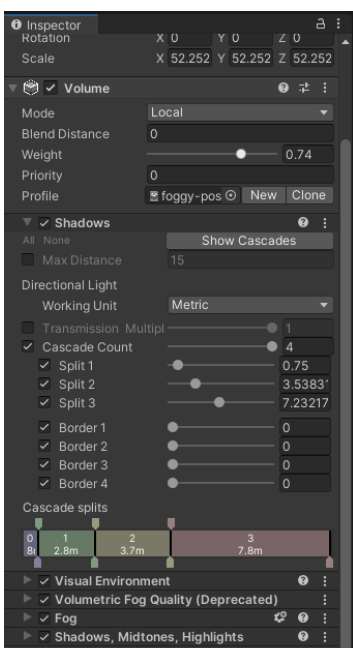 Inspector
Rotation X 0 Y 0 Z 0
Scale X 52.252 Y 52.252 Z 52.252
Volume
Mode Local
Blend Distance 0
Weight 0.74
Priority 0
Profile foggy-pos New Clone
Shadows
All None Show Cascades
Max Distance 15
Directional Light
Working Unit Metric
Transmission Multipl 1
Cascade Count 4
Split 1 0.75
Split 2 3.5383
Split 3 7.23217
Border 1 0
Border 2 0
Border 3 0
Border 4 0
Cascade splits
0 1 2 3
2.8m 3.7m 7.8m
Visual Environment
Volumetric Fog Quality (Deprecated)
Fog
Shadows, Midtones, Highlights